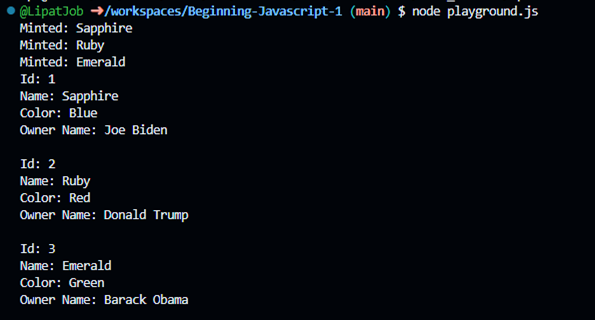 @LipatJob ➜/workspaces/Beginning-Javascript-1 (main) $ node playground.js
Minted: Sapphire
Minted: Ruby
Minted: Emerald
Id: 1
Name: Sapphire
Color: Blue
Owner Name: Joe Biden
Id: 2
Name: Ruby
Color: Red
Owner Name: Donald Trump
Id: 3
Name: Emerald
Color: Green
Owner Name: Barack Obama